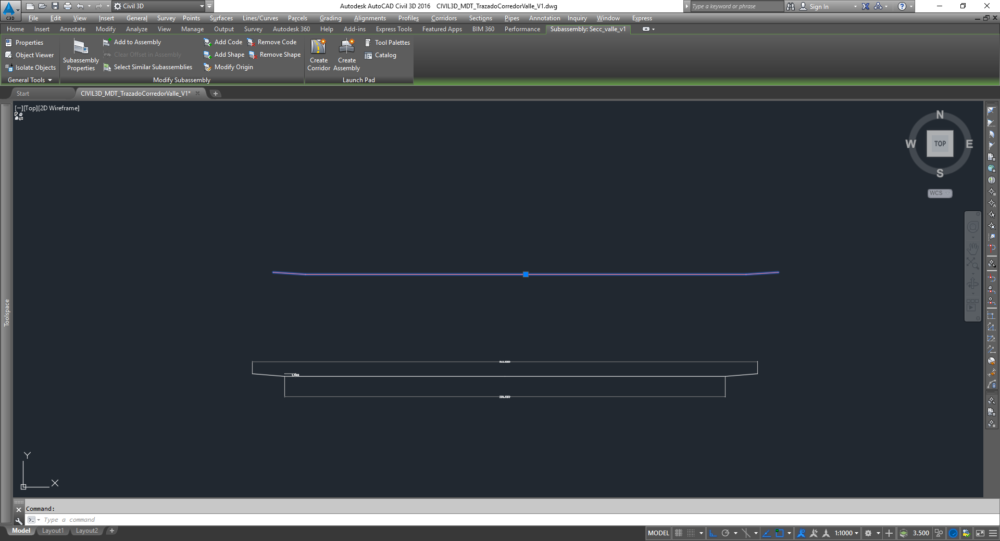 C3D
Civil 3D
Autodesk AutoCAD Civil 3D 2016 CIVIL3D_MDT_TrazadoCorredorValle_V1.dwg
Type a keyword or phrase
Sign In
File Edit View Insert General Survey Points Surfaces Lines/Curves Parcels Grading Alignments Profiles Corridors Sections Pipes Annotation Inquiry Window Express
Home Insert Annotate Modify Analyze View Manage Output Survey Autodesk 360 Help Add-ins Express Tools Featured Apps BIM 360 Performance Subassembly: Secc_valle_v1
Properties
Object Viewer
Isolate Objects
General Tools
Subassembly
Properties
Add to Assembly
Clear Offset in Assembly
Select Similar Subassemblies
Add Code
Remove Code
Add Shape
Remove Shape
Modify Origin
Modify Subassembly
Create
Corridor
Create
Assembly
Tool Palettes
Catalog
Launch Pad
Start
CIVIL3D_MDT_TrazadoCorredorValle_V1*
[−][Top][2D Wireframe]
N
W
TOP
E
S
WCS
Toolspace
Y
X
Command:
Type a command
Model Layout1 Layout2
MODEL
1:1000
3.500